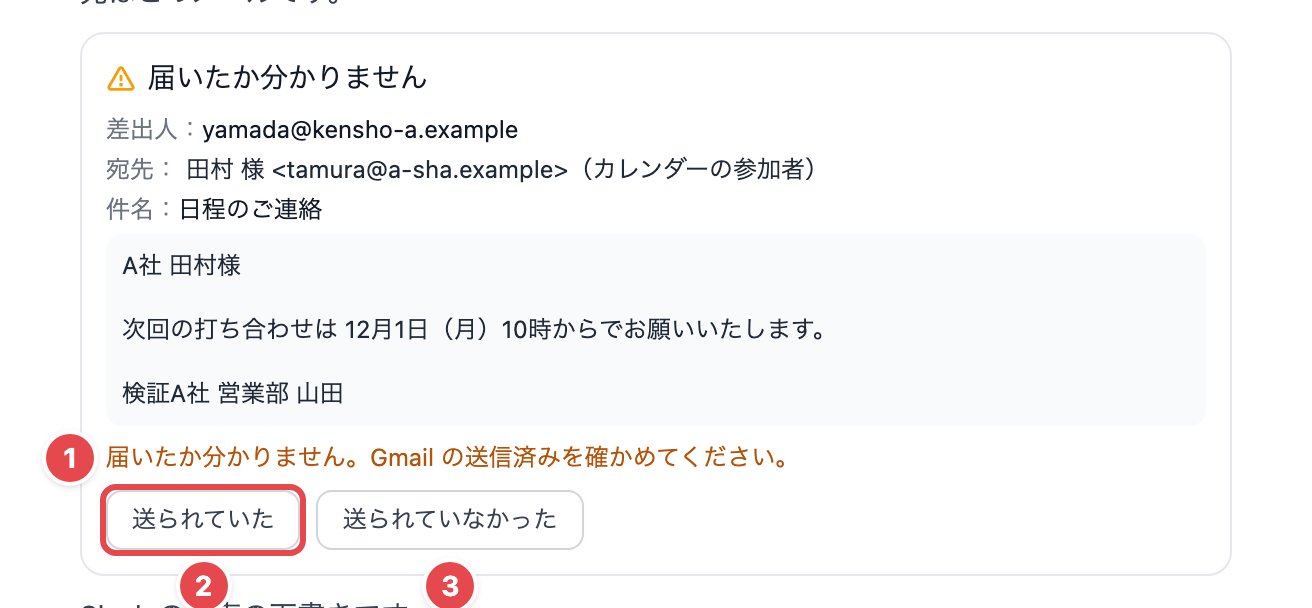 届いたか分かりません
差出人：yamada@kensho-a.example
宛先： 田村 様 <tamura@a-sha.example>（カレンダーの参加者）
件名：日程のご連絡
A社 田村様
次回の打ち合わせは 12月1日（月）10時からでお願いいたします。
検証A社 営業部 山田
1 届いたか分かりません。Gmail の送信済みを確かめてください。
送られていた 送られていなかった
2 3